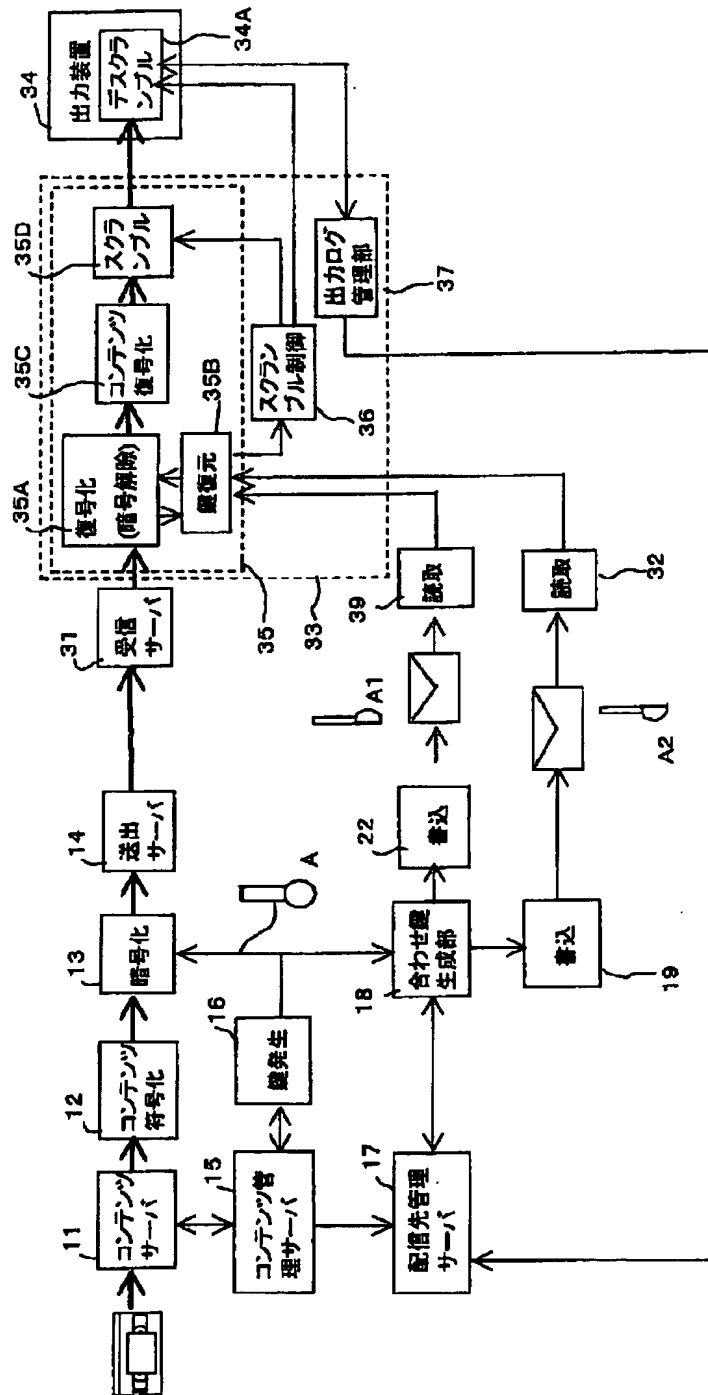 11
コンテンツ
サーバ
12
コンテンツ
符号化
13
暗号化
14
送出
サーバ
31
受信
サーバ
35A
復号化
(暗号解除)
35C
コンテンツ
復号化
35D
スクラ
ンブル
34
出力装置
デスクラ
ンブル
34A
15
コンテンツ管
理サーバ
16
鍵発生
A
35B
鍵復元
スクラン
ブル制御
36
出力ログ
管理部
37
35
33
17
配信先管理
サーバ
18
合わせ鍵
生成部
22
書込
A1
39
読取
19
書込
A2
32
読取